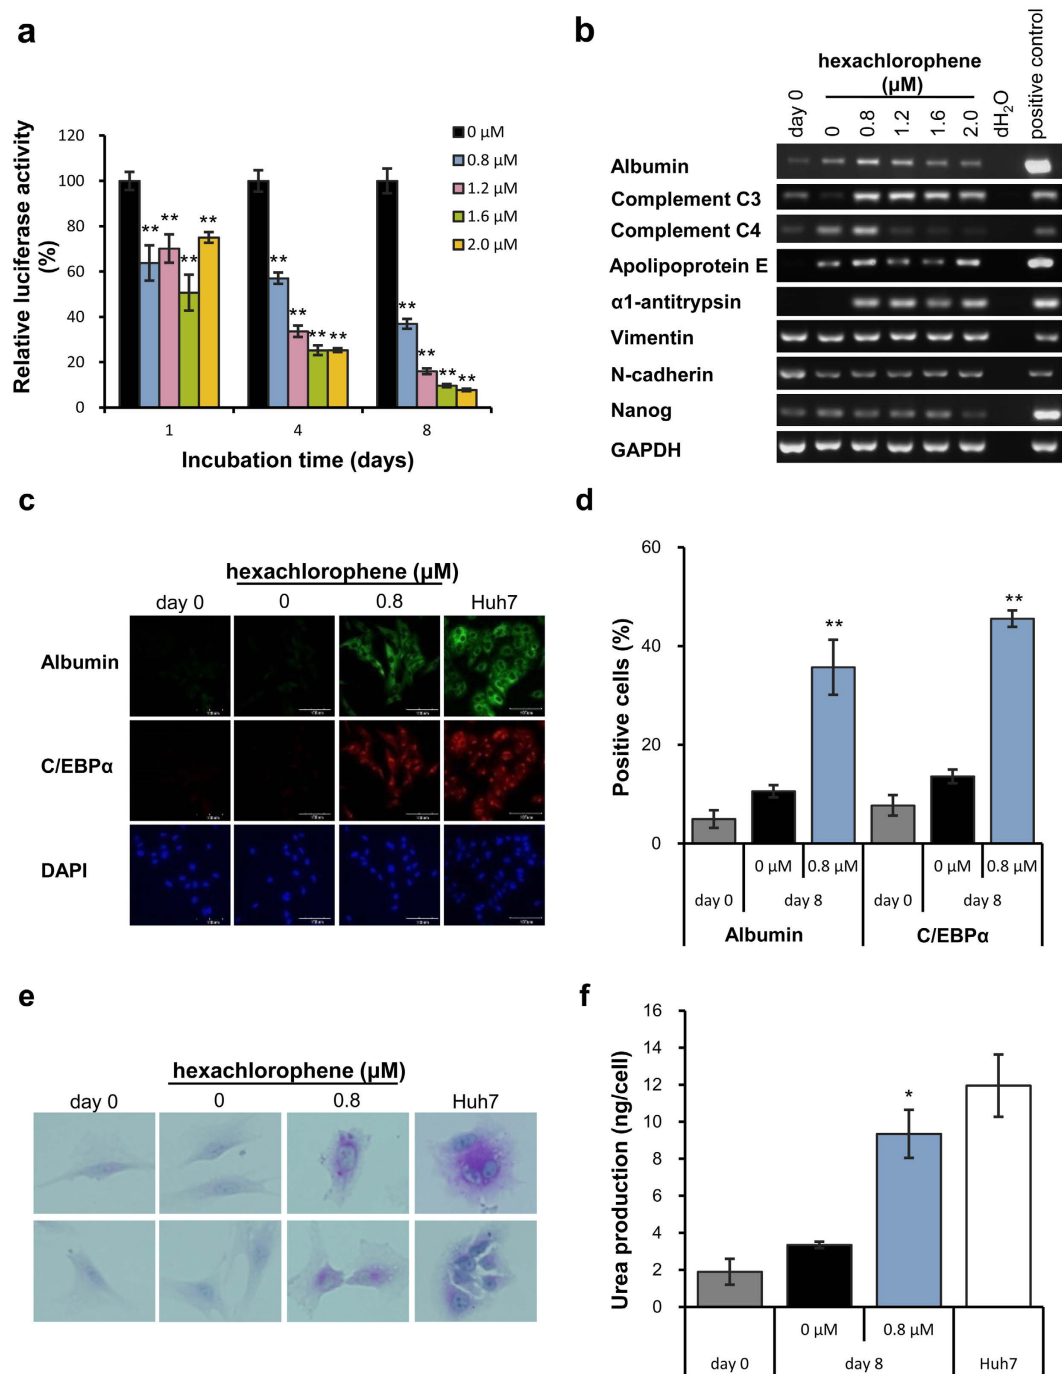 a
Relative luciferase activity
(%)
120
100
80
60
40
20
0
0 µM
0.8 µM
1.2 µM
1.6 µM
2.0 µM
** ** ** **
** ** ** **
** ** ** **
1 4 8
Incubation time (days)
b
hexachlorophene
(µM)
day 0 0 0.8 1.2 1.6 2.0 dH₂O positive control
Albumin
Complement C3
Complement C4
Apolipoprotein E
α1-antitrypsin
Vimentin
N-cadherin
Nanog
GAPDH
c
hexachlorophene (µM)
day 0 0 0.8 Huh7
Albumin
C/EBPα
DAPI
d
Positive cells (%)
60
40
20
0
** **
0 µM 0.8 µM 0 µM 0.8 µM
day 0 day 8 day 0 day 8
Albumin C/EBPα
e
hexachlorophene (µM)
day 0 0 0.8 Huh7
f
Urea production (ng/cell)
16
14
12
10
8
6
4
2
0
*
0 µM 0.8 µM
day 0 day 8 Huh7